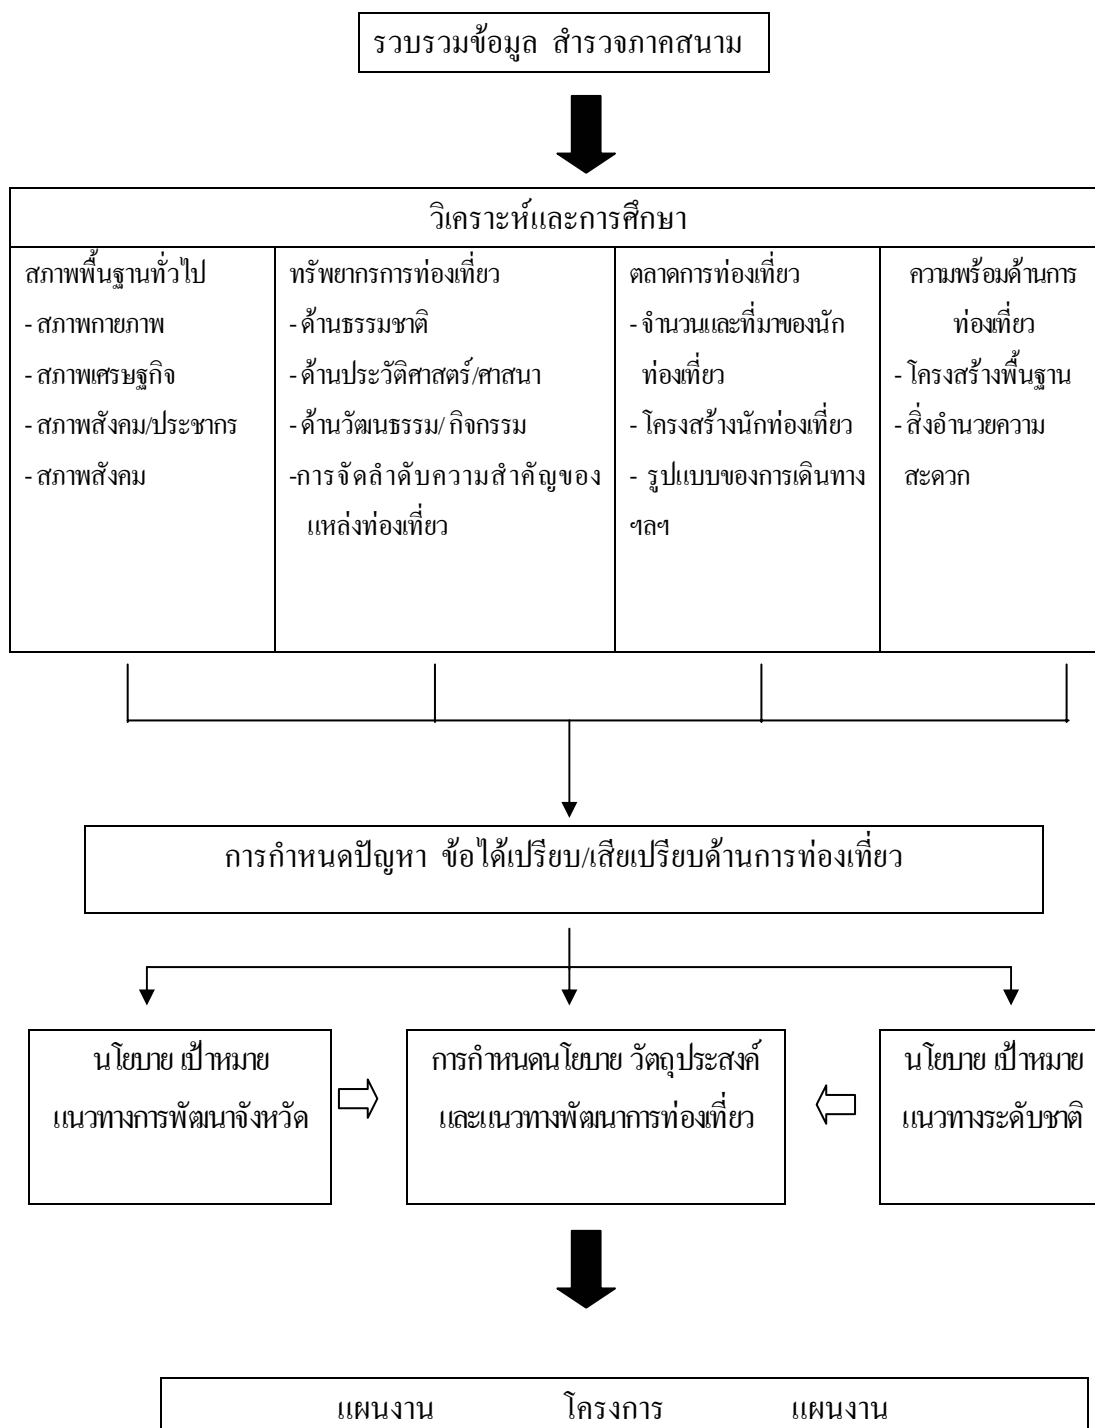 รวบรวมข้อมูล สำรวจภาคสนาม
วิเคราะห์และการศึกษา
สภาพพื้นฐานทั่วไป
- สภาพกายภาพ
- สภาพเศรษฐกิจ
- สภาพสังคม/ประชากร
- สภาพสังคม
ทรัพยากรการท่องเที่ยว
- ด้านธรรมชาติ
- ด้านประวัติศาสตร์/ศาสนา
- ด้านวัฒนธรรม/ กิจกรรม
-การจัดลำดับความสำคัญของ
แหล่งท่องเที่ยว
ตลาดการท่องเที่ยว
- จำนวนและที่มาของนัก
ท่องเที่ยว
- โครงสร้างนักท่องเที่ยว
- รูปแบบของการเดินทาง
ฯลฯ
ความพร้อมด้านการ
ท่องเที่ยว
- โครงสร้างพื้นฐาน
- สิ่งอำนวยความ
สะดวก
การกำหนดปัญหา ข้อได้เปรียบ/เสียเปรียบด้านการท่องเที่ยว
นโยบาย เป้าหมาย
แนวทางการพัฒนาจังหวัด
การกำหนดนโยบาย วัตถุประสงค์
และแนวทางพัฒนาการท่องเที่ยว
นโยบาย เป้าหมาย
แนวทางระดับชาติ
แผนงาน โครงการ แผนงาน